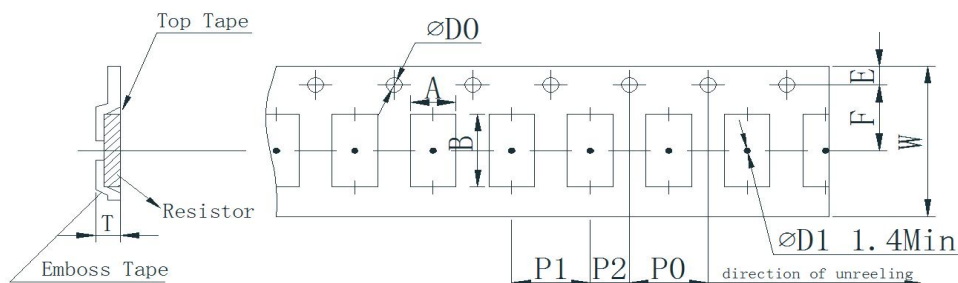 Top Tape
⌀D0
A
B
E
F
W
Resistor
T
Emboss Tape
⌀D1 1.4Min
P1
P2
P0
direction of unreeling